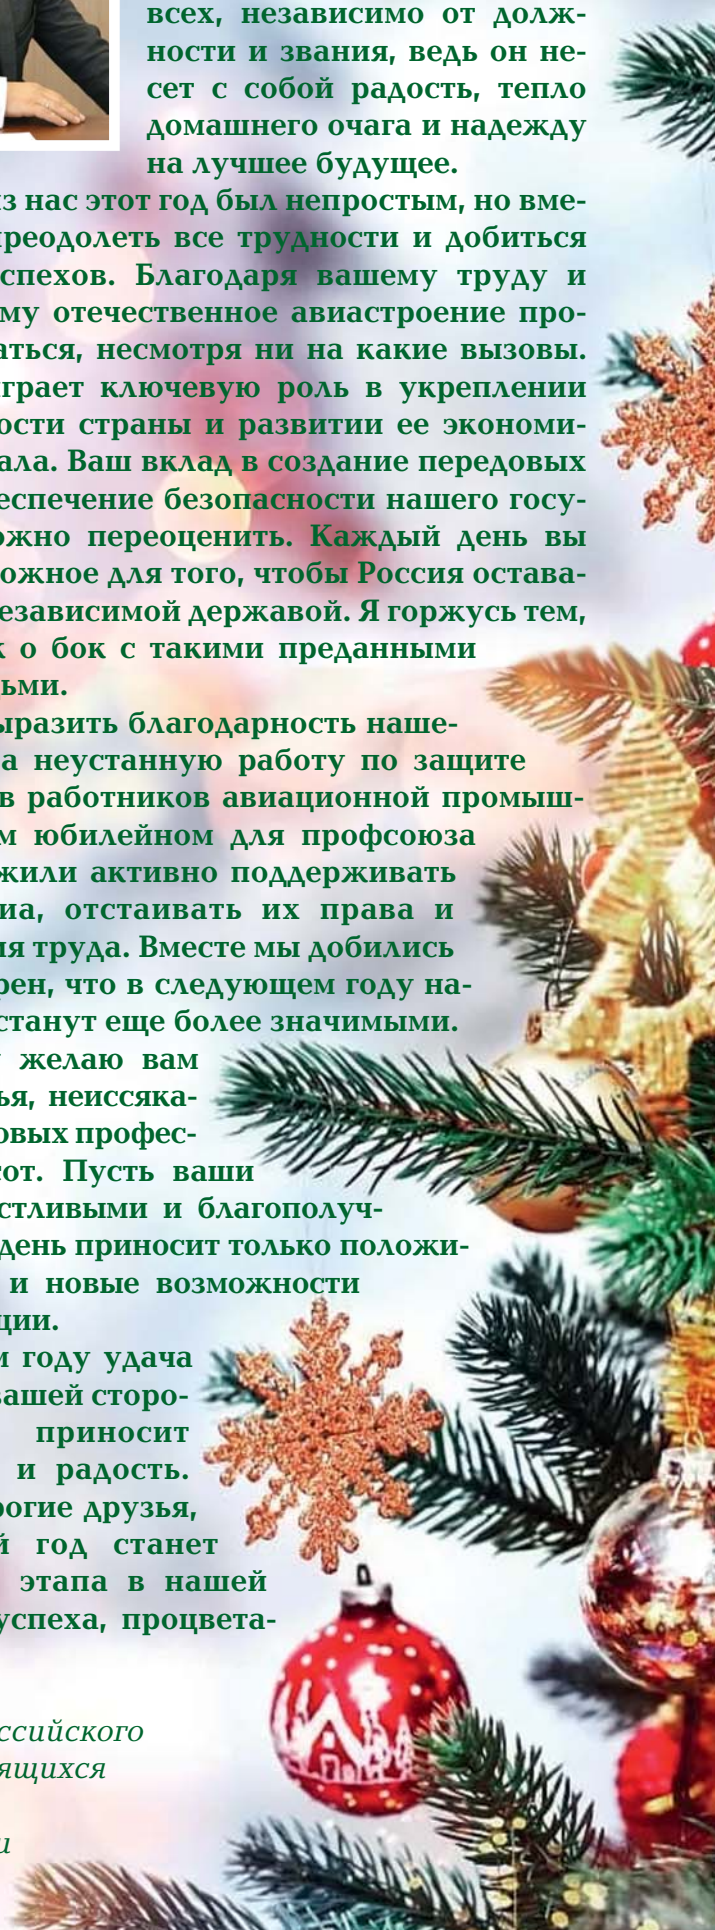 всех, независимо от долж-
ности и звания, ведь он не-
сет с собой радость, тепло
домашнего очага и надежду
на лучшее будущее.
из нас этот год был непростым, но вме-
преодолеть все трудности и добиться
спехов. Благодаря вашему труду и
му отечественное авиастроение про-
аться, несмотря ни на какие вызовы.
грает ключевую роль в укреплении
ости страны и развитии ее экономи-
ала. Ваш вклад в создание передовых
еспечение безопасности нашего госу-
ожно переоценить. Каждый день вы
ожное для того, чтобы Россия остава-
езависимой державой. Я горжусь тем,
к о бок с такими преданными
дьми.
ыразить благодарность наше-
а неустанную работу по защите
в работников авиационной промыш-
м юбилейном для профсоюза
жили активно поддерживать
иа, отстаивать их права и
ия труда. Вместе мы добились
рен, что в следующем году на-
станут еще более значимыми.
желаю вам
ья, неиссяка-
овых профес-
сот. Пусть ваши
стливыми и благополуч-
день приносит только положи-
и новые возможности
ции.
м году удача
вашей сторо-
приносит
и радость.
рогие друзья,
й год станет
этапа в нашей
успеха, процвета-
ссийского
ящихся
и